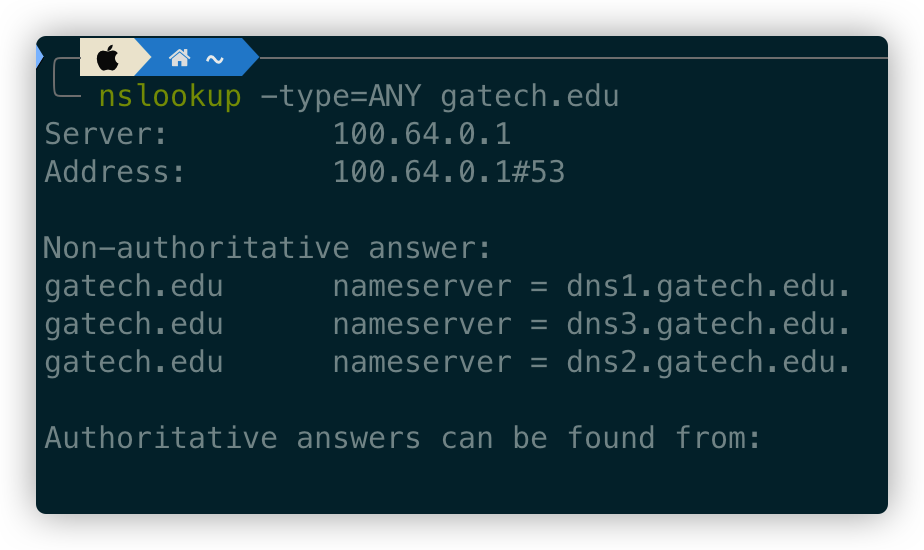 ~
nslookup -type=ANY gatech.edu
Server:		100.64.0.1
Address:	100.64.0.1#53
Non-authoritative answer:
gatech.edu	nameserver = dns1.gatech.edu.
gatech.edu	nameserver = dns3.gatech.edu.
gatech.edu	nameserver = dns2.gatech.edu.
Authoritative answers can be found from: